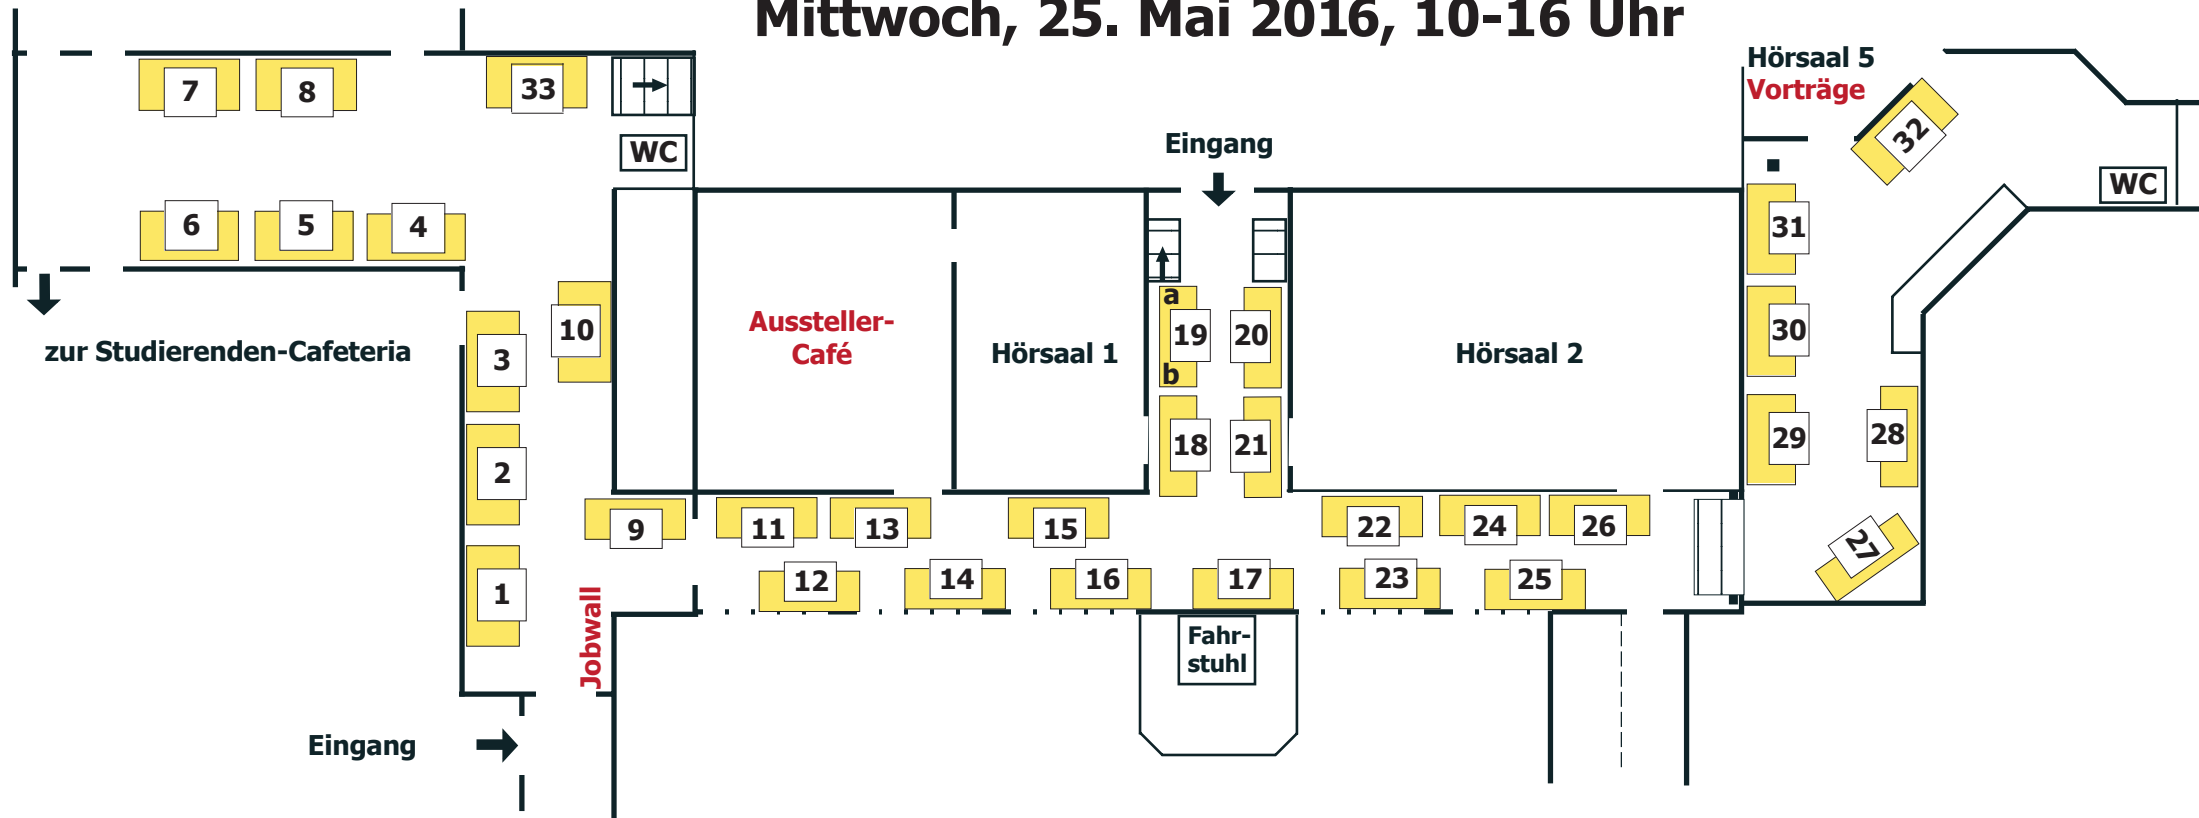 Mittwoch, 25. Mai 2016, 10-16 Uhr
Hörsaal 5
Vorträge
7
8
33
32
WC
Eingang
WC
6
5
4
31
10
Aussteller-
Café
Hörsaal 1
a
19
b
20
Hörsaal 2
30
zur Studierenden-Cafeteria
3
2
18
21
29
28
9
11
13
15
22
24
26
27
1
12
14
16
17
23
25
Jobwall
Fahr-
stuhl
Eingang